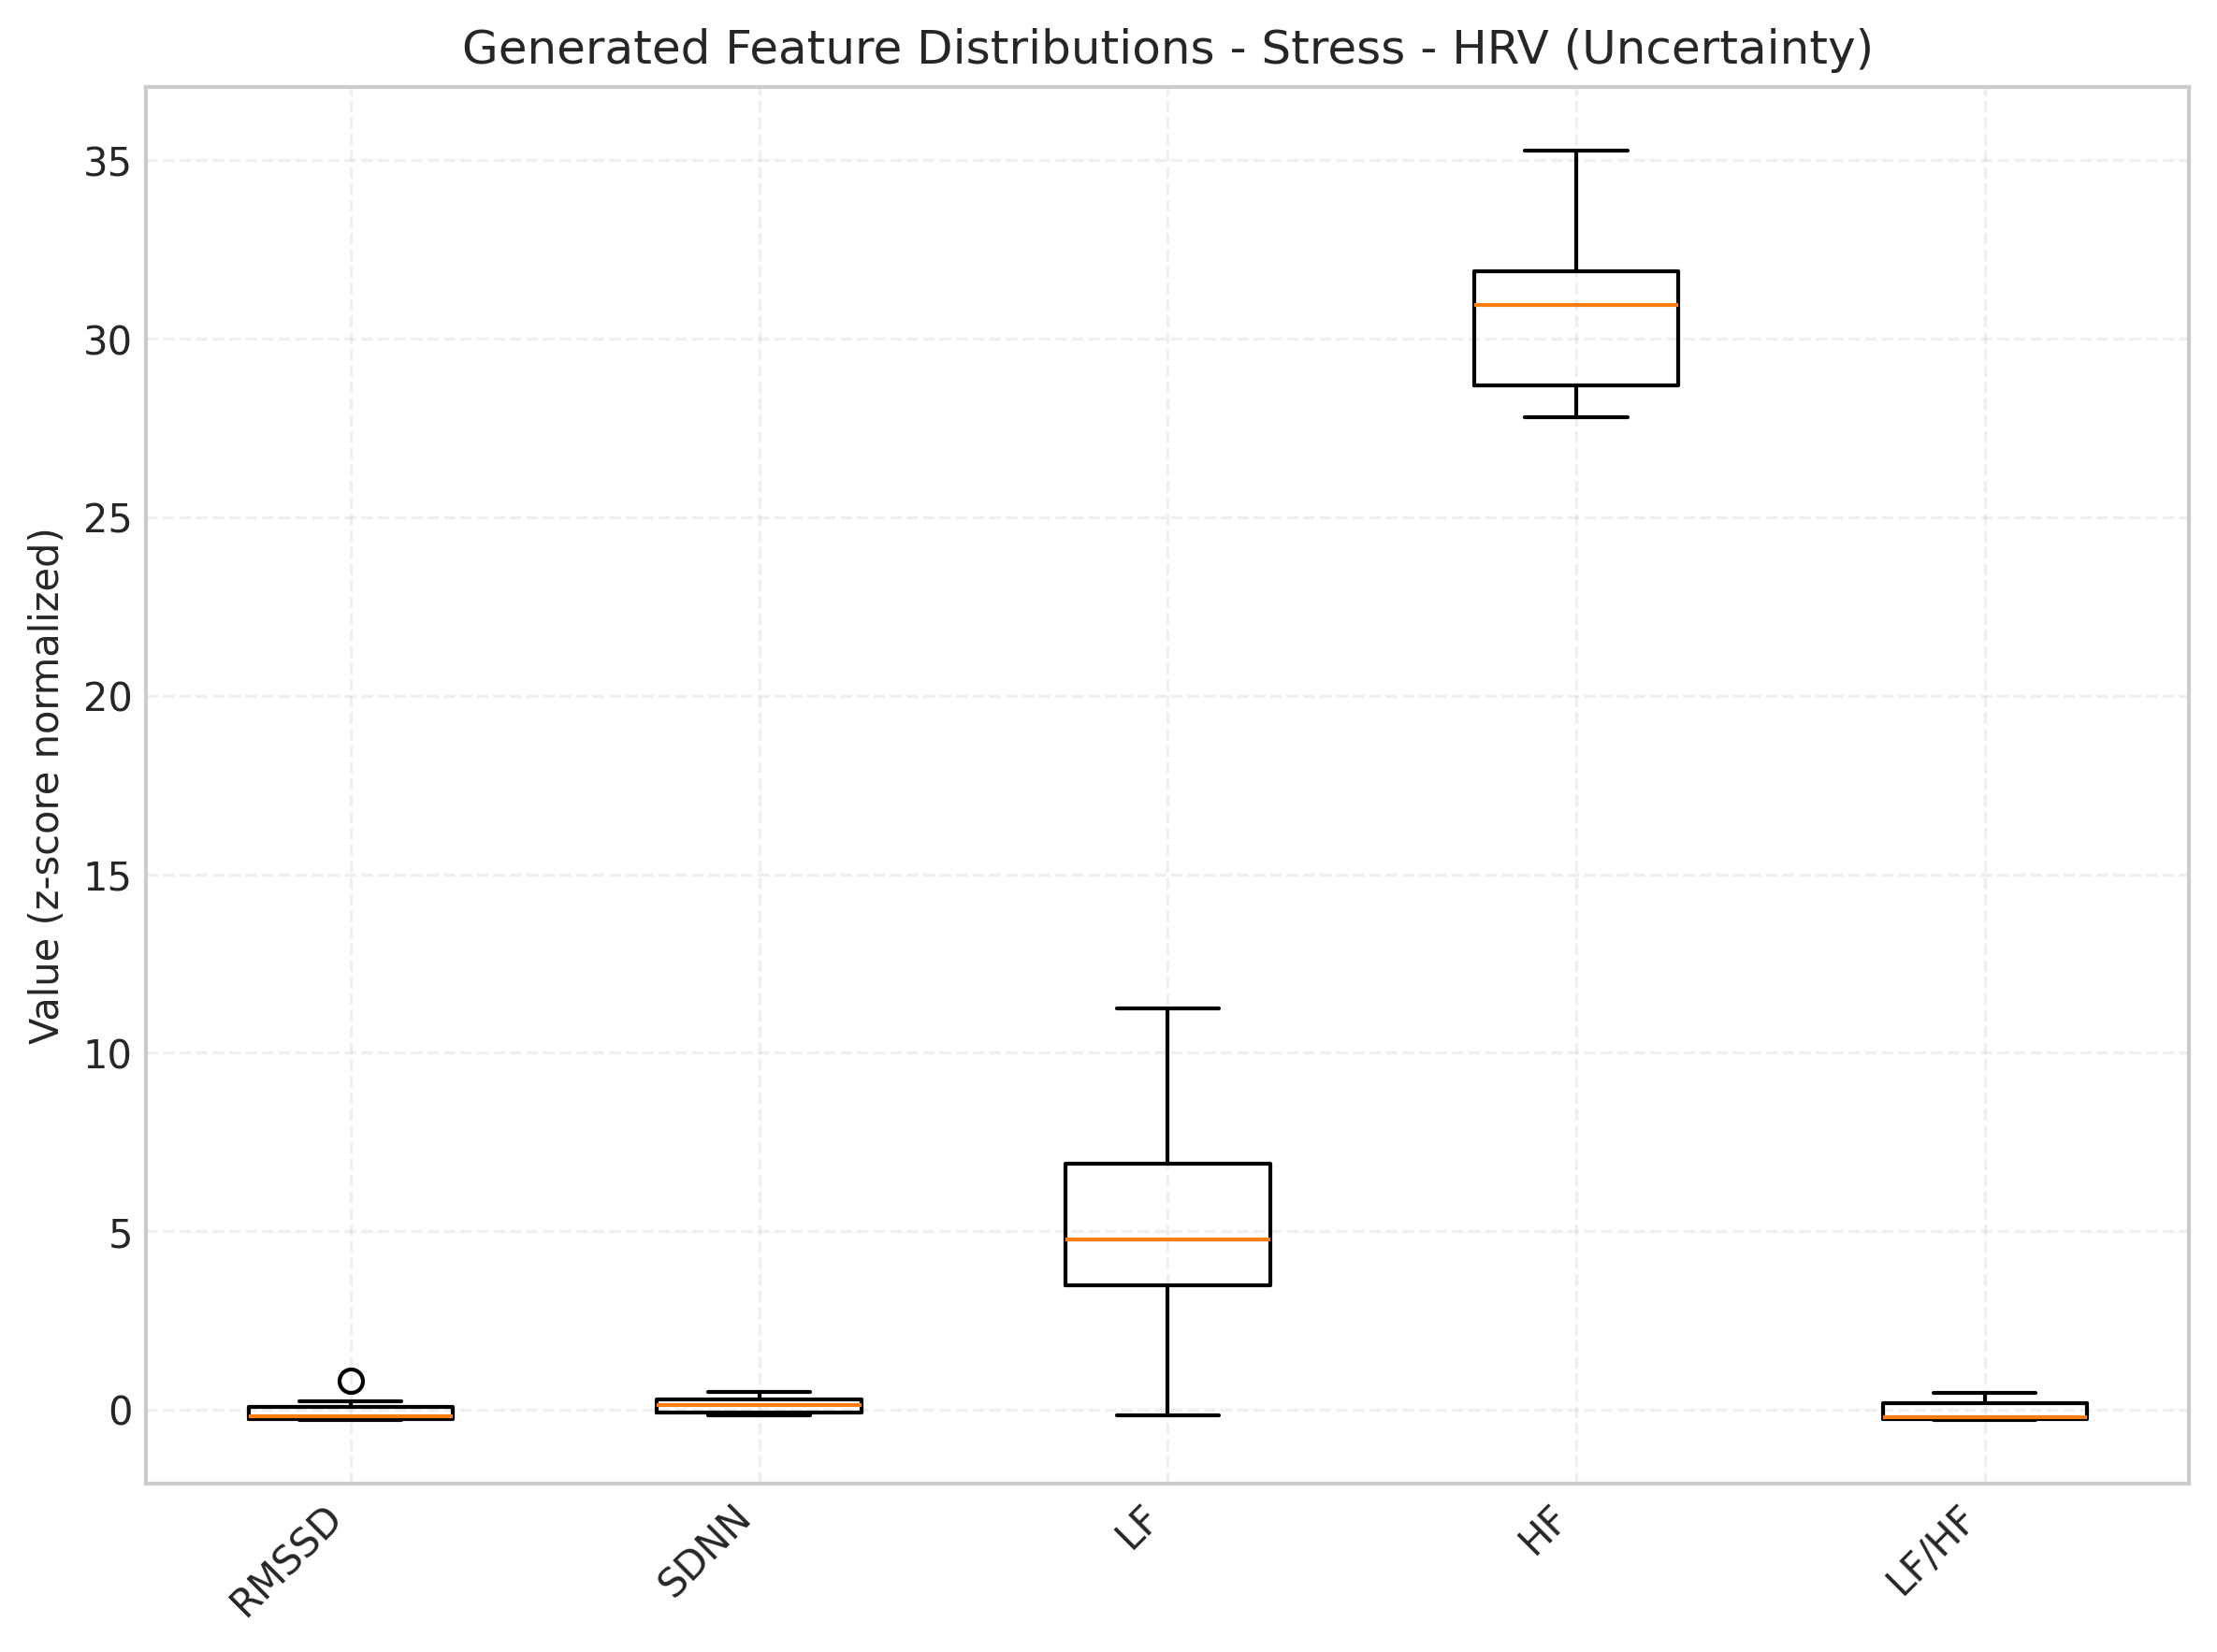 Generated Feature Distributions - Stress - HRV (Uncertainty)
Value (z-score normalized)
35
30
25
20
15
10
5
0
RMSSD
SDNN
LF
HF
LF/HF